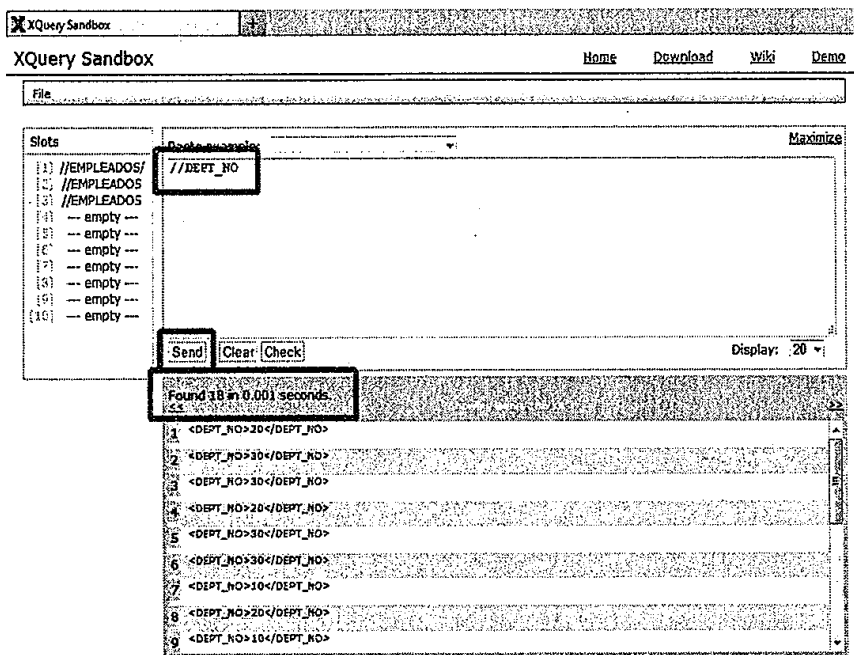 XQuery Sandbox
XQuery Sandbox
Home Download Wiki Demo
File
Slots
[1] //EMPLEADOS/
[2] //EMPLEADOS
[3] //EMPLEADOS
[4] --- empty ---
[5] --- empty ---
[6] --- empty ---
[7] --- empty ---
[8] --- empty ---
[9] --- empty ---
[10] --- empty ---
Paste example:
Maximize
//DEPT_NO
Send Clear Check
Display: 20
Found 18 in 0.001 seconds.
<< >>
1 <DEPT_NO>20</DEPT_NO>
2 <DEPT_NO>30</DEPT_NO>
3 <DEPT_NO>30</DEPT_NO>
4 <DEPT_NO>20</DEPT_NO>
5 <DEPT_NO>30</DEPT_NO>
6 <DEPT_NO>30</DEPT_NO>
7 <DEPT_NO>10</DEPT_NO>
8 <DEPT_NO>20</DEPT_NO>
9 <DEPT_NO>10</DEPT_NO>